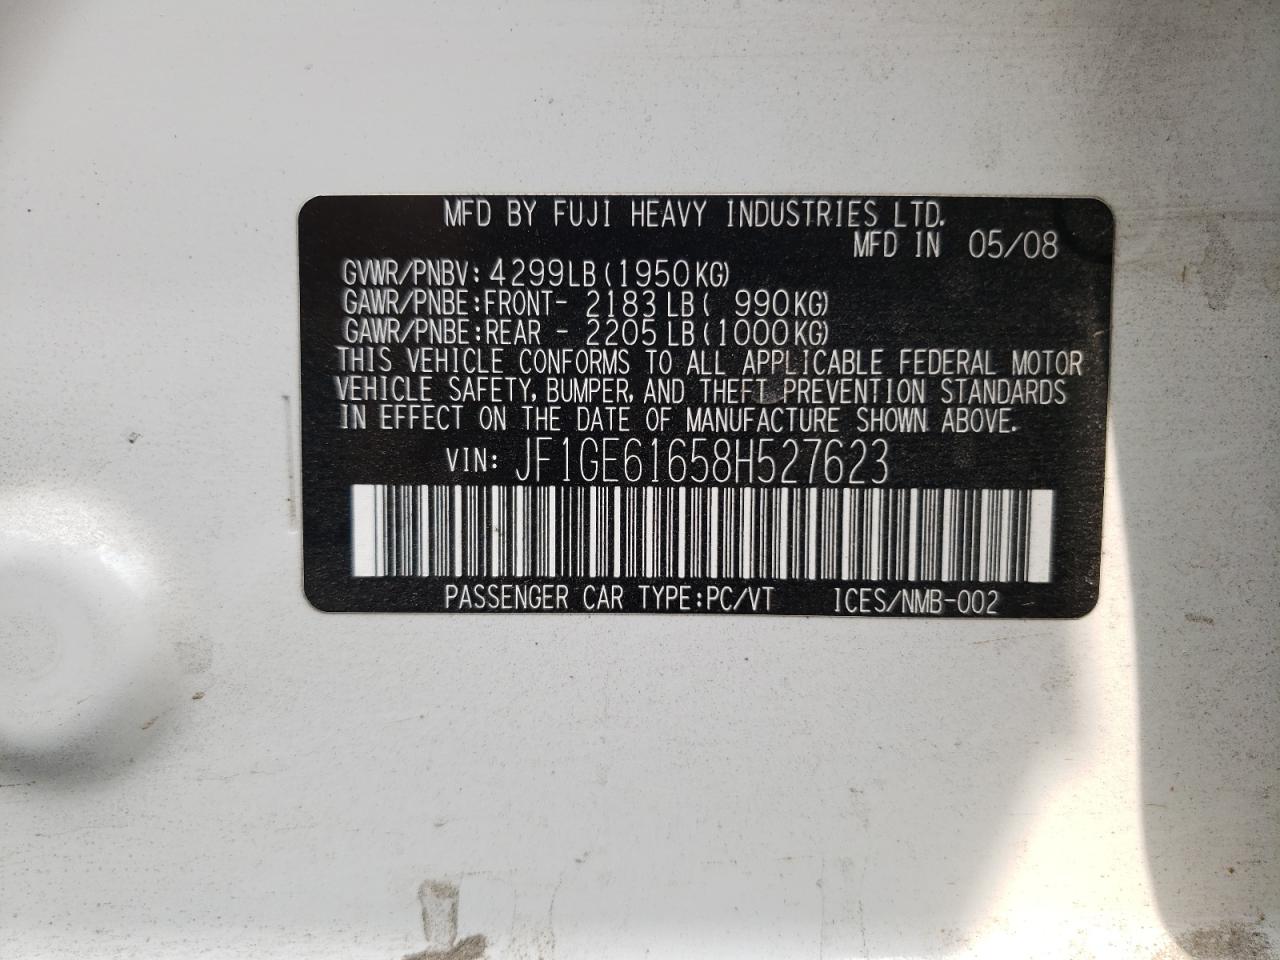 MFD BY FUJI HEAVY INDUSTRIES LTD.
MFD IN 05/08
GVWR/PNBV: 4299LB(1950KG)
GAWR/PNBE:FRONT- 2183 LB( 990KG)
GAWR/PNBE:REAR - 2205 LB(1000KG)
THIS VEHICLE CONFORMS TO ALL APPLICABLE FEDERAL MOTOR
VEHICLE SAFETY, BUMPER, AND THEFT PREVENTION STANDARDS
IN EFFECT ON THE DATE OF MANUFACTURE SHOWN ABOVE.
VIN: JF1GE61658H527623
PASSENGER CAR TYPE:PC/VT ICES/NMB-002